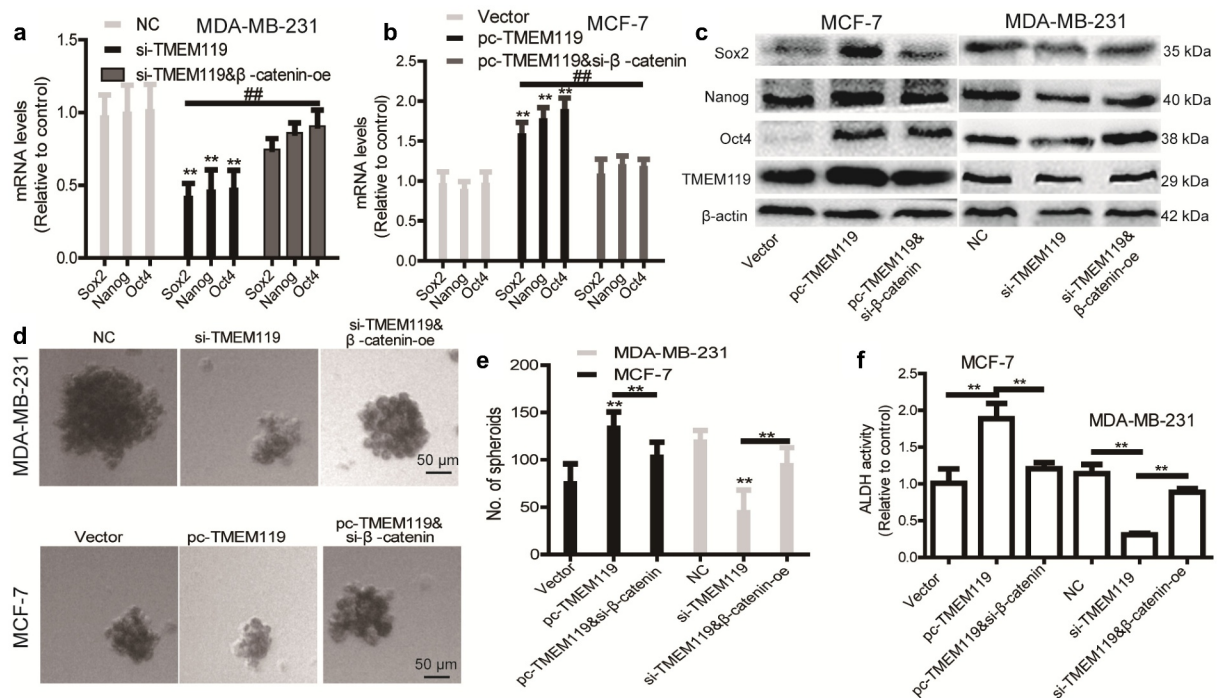 a
MDA-MB-231
NC
si-TMEM119
si-TMEM119&β -catenin-oe
1.5
1.0
0.5
0.0
mRNA levels
(Relative to control)
##
** ** **
Sox2 Nanog Oct4 Sox2 Nanog Oct4 Sox2 Nanog Oct4
b
MCF-7
Vector
pc-TMEM119
pc-TMEM119&si-β -catenin
2.5
2.0
1.5
1.0
0.5
0.0
mRNA levels
(Relative to control)
##
** ** **
Sox2 Nanog Oct4 Sox2 Nanog Oct4 Sox2 Nanog Oct4
c
MCF-7 MDA-MB-231
Sox2 35 kDa
Nanog 40 kDa
Oct4 38 kDa
TMEM119 29 kDa
β-actin 42 kDa
Vector
pc-TMEM119
pc-TMEM119&
si-β-catenin
NC
si-TMEM119
si-TMEM119&
β-catenin-oe
d
NC si-TMEM119 si-TMEM119&
β -catenin-oe
MDA-MB-231
50 µm
Vector pc-TMEM119 pc-TMEM119&
si-β -catenin
MCF-7
50 µm
e
MDA-MB-231
MCF-7
200
150
100
50
0
No. of spheroids
** ** ** **
Vector
pc-TMEM119
pc-TMEM119&si-β-catenin
NC
si-TMEM119
si-TMEM119&β-catenin-oe
f
MCF-7
MDA-MB-231
2.5
2.0
1.5
1.0
0.5
0.0
ALDH activity
(Relative to control)
** ** ** **
Vector
pc-TMEM119
pc-TMEM119&si-β-catenin
NC
si-TMEM119
si-TMEM119&β-catenin-oe